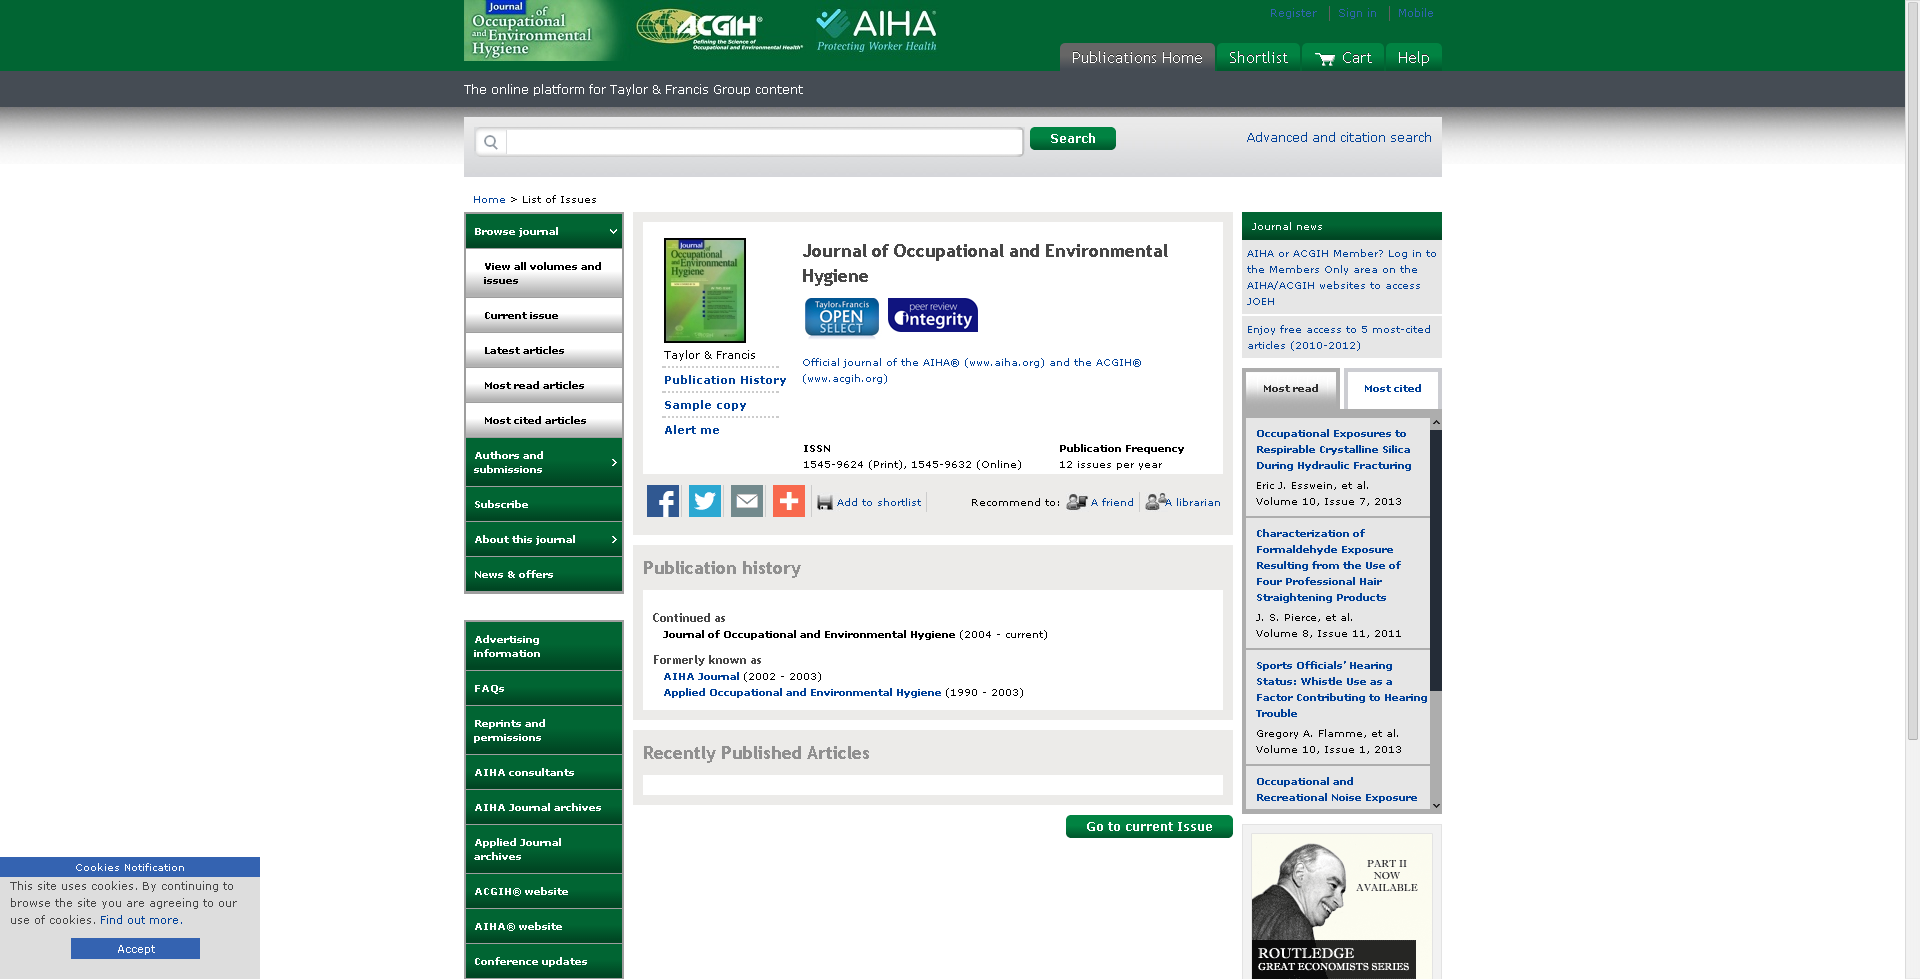 Journal of
Occupational
and Environmental
Hygiene
ACGIH®
Defining the Science of
Occupational and Environmental Health®
AIHA®
Protecting Worker Health
Register
Sign in
Mobile
Publications Home
Shortlist
Cart
Help
The online platform for Taylor & Francis Group content
Search
Advanced and citation search
Home > List of Issues
Browse journal
View all volumes and
issues
Current issue
Latest articles
Most read articles
Most cited articles
Authors and
submissions
Subscribe
About this journal
News & offers
Advertising
information
FAQs
Reprints and
permissions
AIHA consultants
AIHA Journal archives
Applied Journal
archives
ACGIH® website
AIHA® website
Conference updates
Journal of
Occupational
and Environmental
Hygiene
Taylor & Francis
Publication History
Sample copy
Alert me
Journal of Occupational and Environmental
Hygiene
Taylor & Francis
OPEN
SELECT
peer review
integrity
Official journal of the AIHA® (www.aiha.org) and the ACGIH®
(www.acgih.org)
ISSN
1545-9624 (Print), 1545-9632 (Online)
Publication Frequency
12 issues per year
Add to shortlist
Recommend to:
A friend
A librarian
Publication history
Continued as
Journal of Occupational and Environmental Hygiene (2004 - current)
Formerly known as
AIHA Journal (2002 - 2003)
Applied Occupational and Environmental Hygiene (1990 - 2003)
Recently Published Articles
Go to current Issue
Journal news
AIHA or ACGIH Member? Log in to
the Members Only area on the
AIHA/ACGIH websites to access
JOEH
Enjoy free access to 5 most-cited
articles (2010-2012)
Most read
Most cited
Occupational Exposures to
Respirable Crystalline Silica
During Hydraulic Fracturing
Eric J. Esswein, et al.
Volume 10, Issue 7, 2013
Characterization of
Formaldehyde Exposure
Resulting from the Use of
Four Professional Hair
Straightening Products
J. S. Pierce, et al.
Volume 8, Issue 11, 2011
Sports Officials' Hearing
Status: Whistle Use as a
Factor Contributing to Hearing
Trouble
Gregory A. Flamme, et al.
Volume 10, Issue 1, 2013
Occupational and
Recreational Noise Exposure
PART II
NOW
AVAILABLE
ROUTLEDGE
GREAT ECONOMISTS SERIES
Cookies Notification
This site uses cookies. By continuing to
browse the site you are agreeing to our
use of cookies. Find out more.
Accept